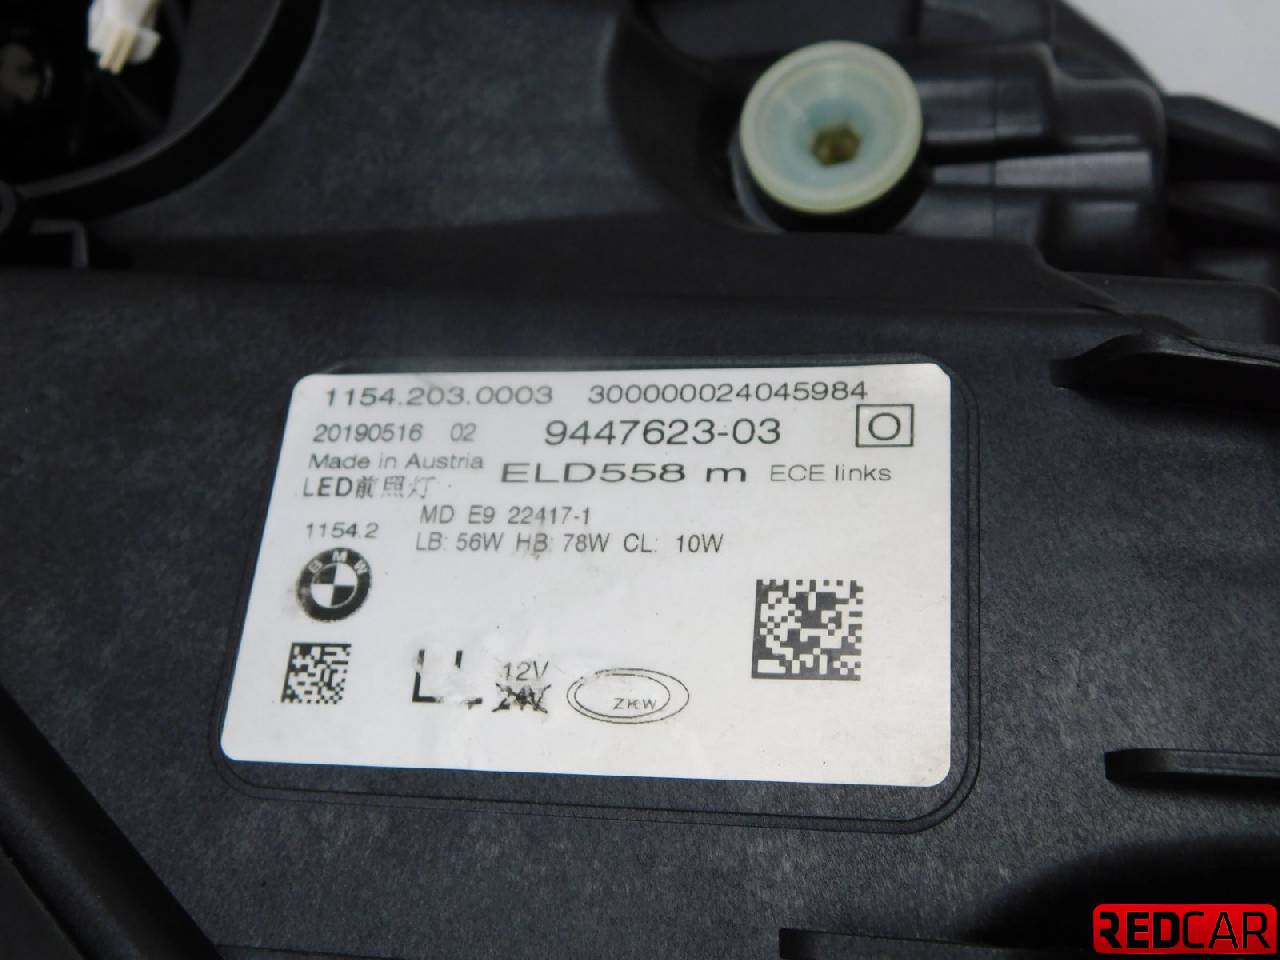 1154.203.0003 300000024045984
20190516 02 9447623-03 O
Made in Austria ELD558 m ECE links
LED前照灯
MD E9 22417-1
1154.2 LB: 56W HB: 78W CL: 10W
BMW
12V
24V
ZKW
REDCAR